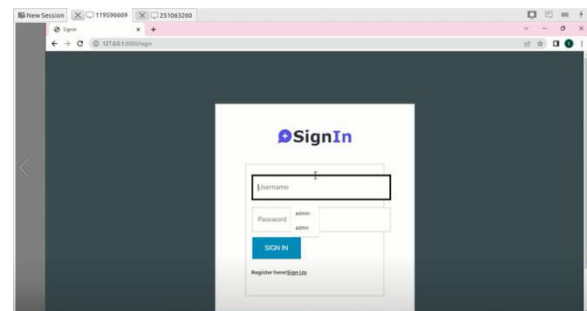 New Session 119596669 251063260
Signin
127.0.0.1:5000/login
SignIn
Username
Password
admin
admin
SIGN IN
Register here!Sign Up